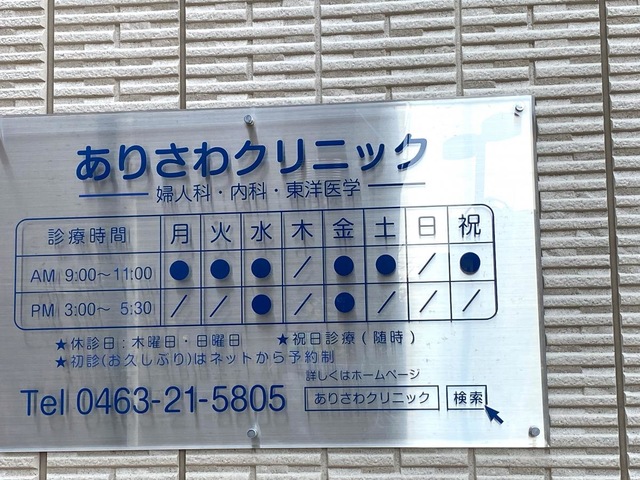 ありさわクリニック
婦人科・内科・東洋医学
診療時間 月 火 水 木 金 土 日 祝
AM 9:00〜11:00 ● ● ● ／ ● ● ／ ●
PM 3:00〜 5:30 ／ ／ ● ／ ● ／ ／ ／
★休診日：木曜日・日曜日 ★祝日診療(随時)
★初診(お久しぶり)はネットから予約制
詳しくはホームページ
Tel 0463-21-5805 ありさわクリニック 検索